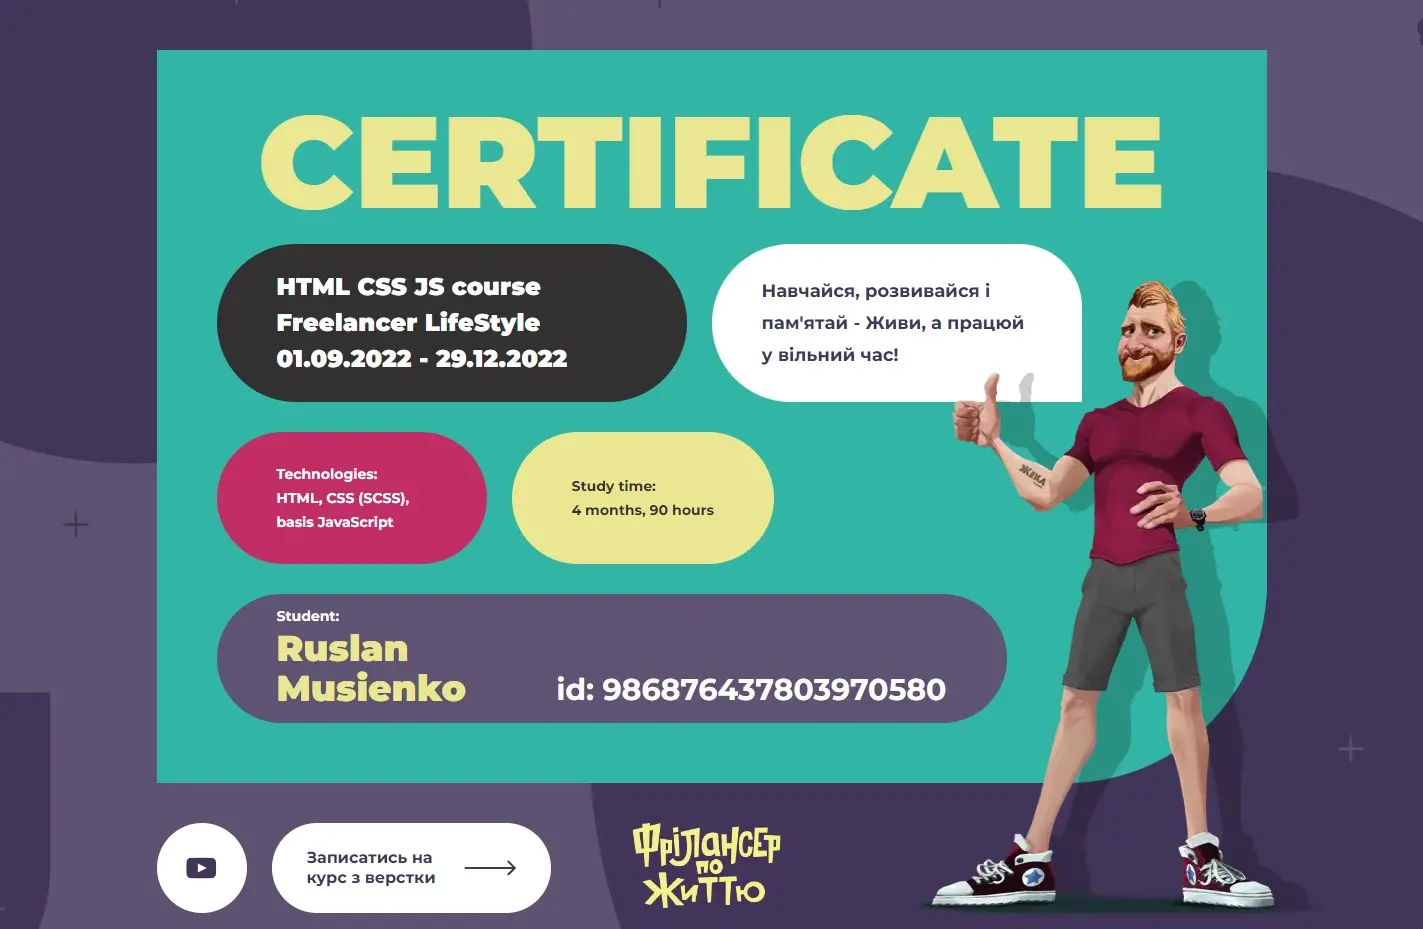 CERTIFICATE
HTML CSS JS course
Freelancer LifeStyle
01.09.2022 - 29.12.2022
Навчайся, розвивайся і
пам'ятай - Живи, а працюй
у вільний час!
ЖЕКА
Technologies:
HTML, CSS (SCSS),
basis JavaScript
Study time:
4 months, 90 hours
Student:
Ruslan
Musienko
id: 986876437803970580
Записатись на
курс з верстки
Фрілансер
по
життю